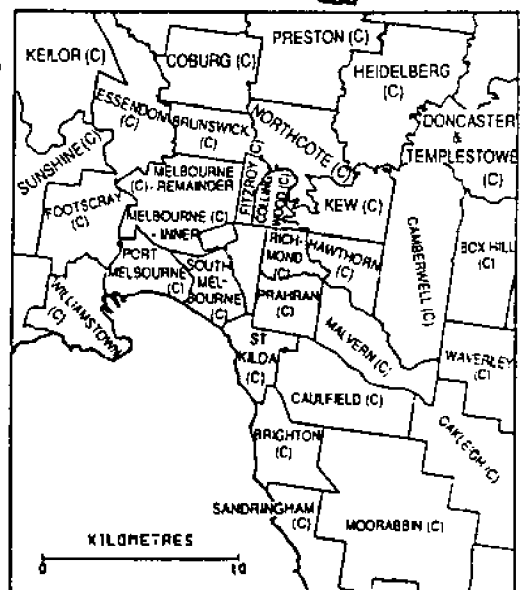 PRESTON (C)
KEILOR (C)
COBURG (C)
HEIDELBERG
(C)
ESSENDON
(C)
BRUNSWICK
(C)
NORTHCOTE (C)
DONCASTER
&
TEMPLESTOWE
(C)
SUNSHINE (C)
MELBOURNE
(C) - REMAINDER
FITZROY (C)
COLLING
WOOD (C)
KEW (C)
FOOTSCRAY
(C)
MELBOURNE (C)
- INNER
CAMBERWELL (C)
BOX HILL
(C)
RICH-
MOND
(C)
HAWTHORN
(C)
PORT
MELBOURNE
(C)
SOUTH
MEL-
BOURNE
(C)
PRAHRAN
(C)
WILLIAMSTOWN
(C)
ST
KILDA
(C)
MALVERN (C)
WAVERLEY
(C)
CAULFIELD (C)
OAKLEIGH
(C)
BRIGHTON
(C)
SANDRINGHAM
(C)
MOORABBIN (C)
KILOMETRES
0 10